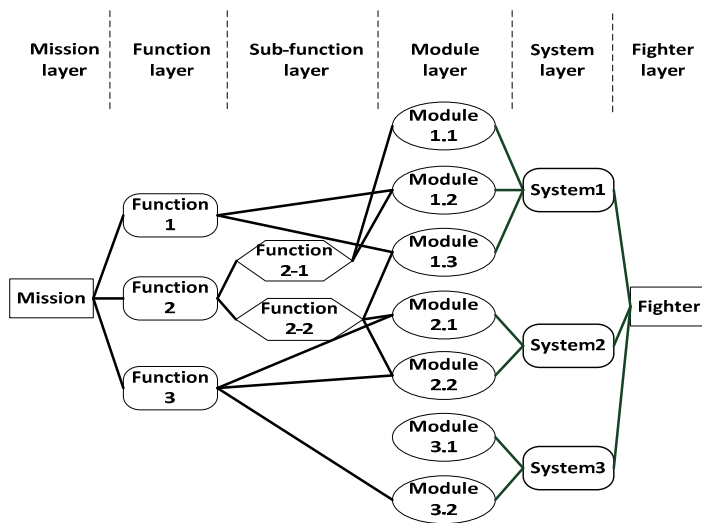 Mission Function Sub-function Module System Fighter
layer layer layer layer layer layer
Module
1.1
Module
1.2
System1
Function
1
Function
2-1
Module
1.3
Mission
Function
2
Function
2-2
Module
2.1
Fighter
System2
Function
3
Module
2.2
Module
3.1
System3
Module
3.2